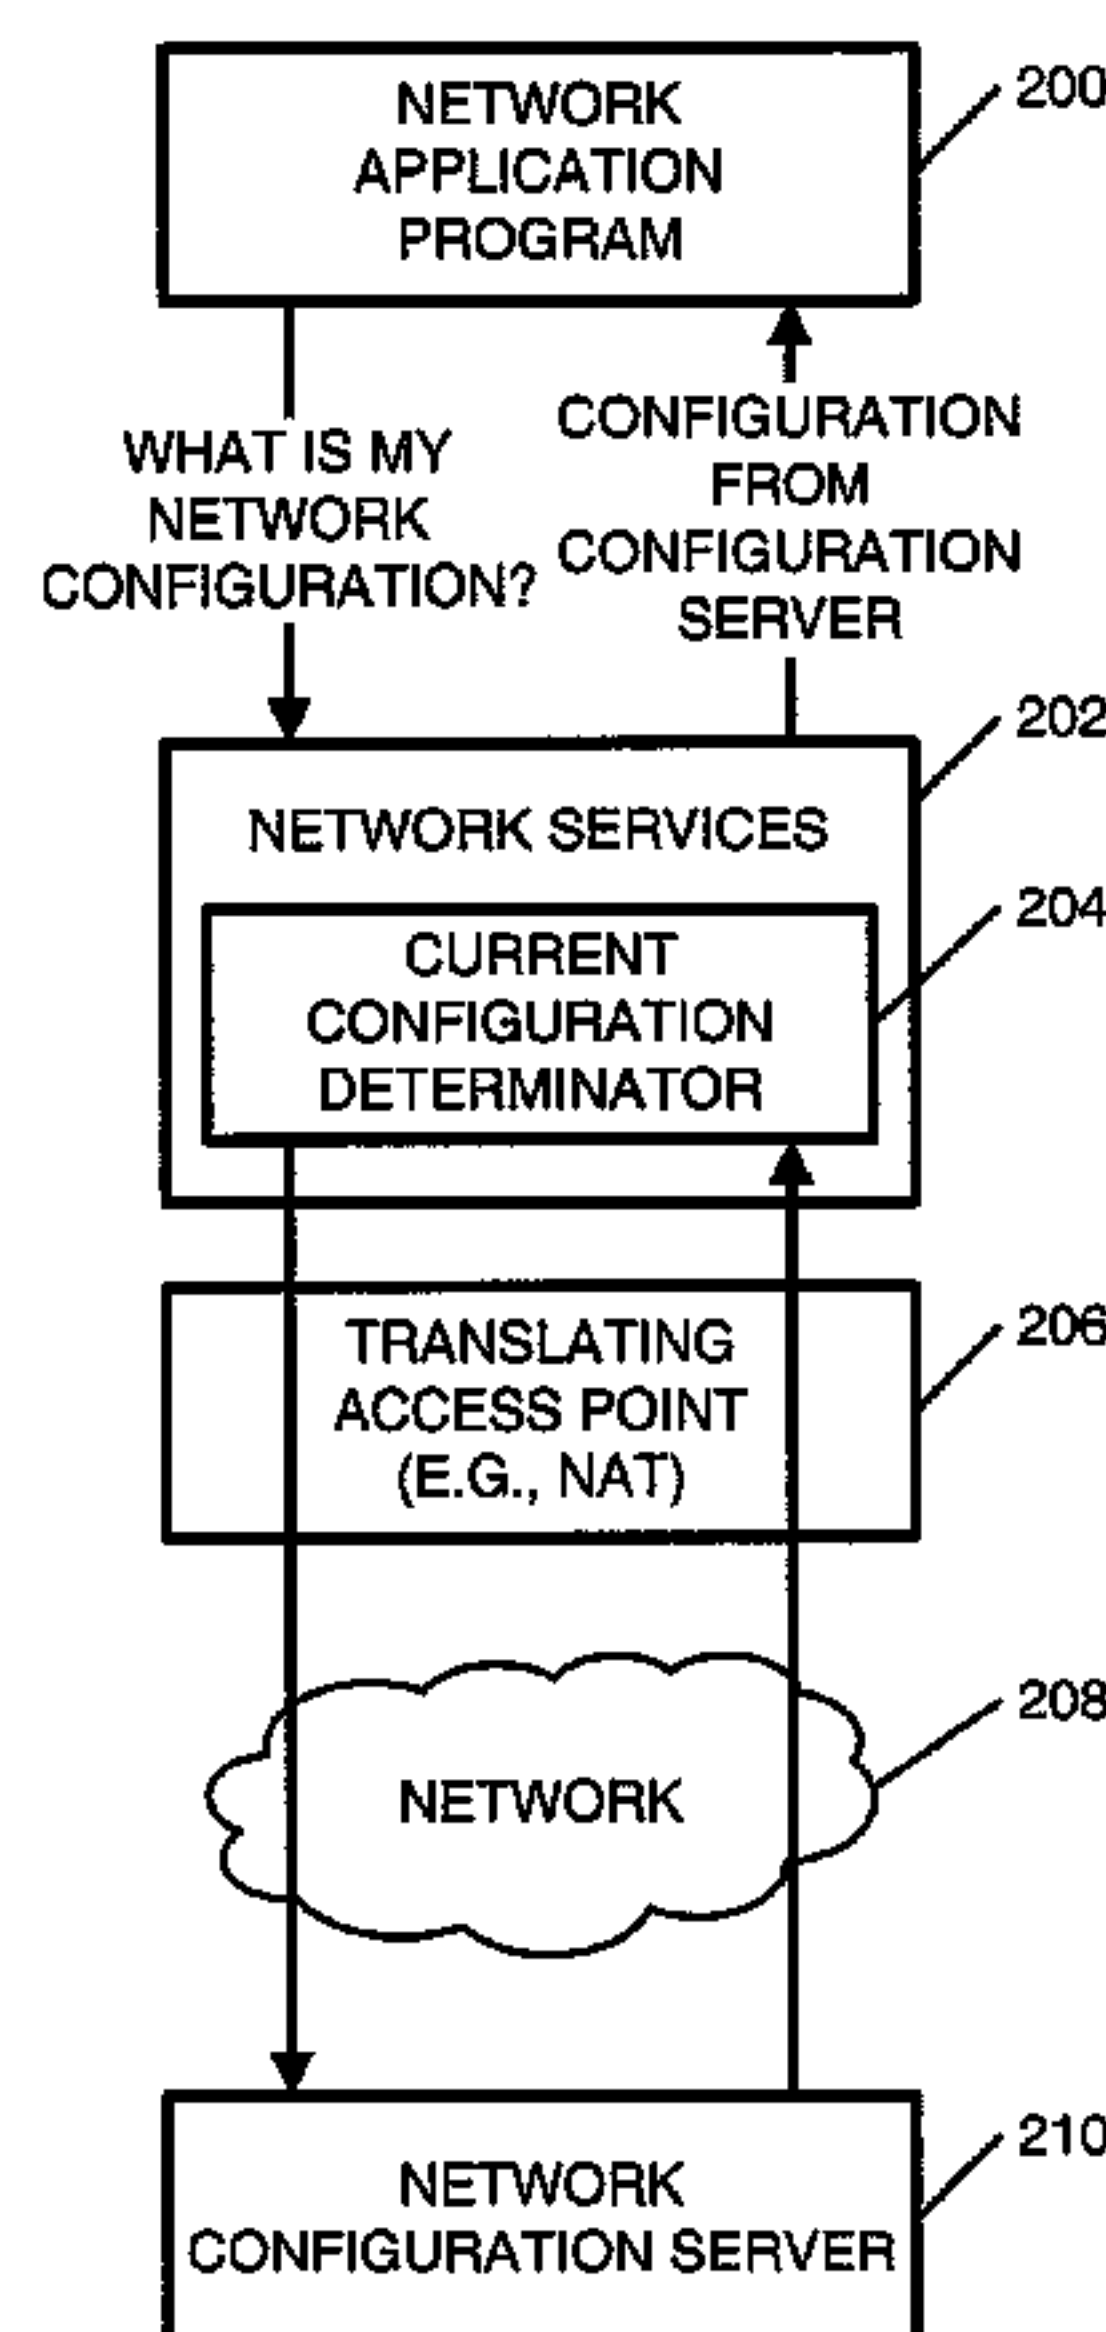 NETWORK
APPLICATION
PROGRAM
200
WHAT IS MY
NETWORK
CONFIGURATION?
CONFIGURATION
FROM
CONFIGURATION
SERVER
202
NETWORK SERVICES
204
CURRENT
CONFIGURATION
DETERMINATOR
206
TRANSLATING
ACCESS POINT
(E.G., NAT)
208
NETWORK
210
NETWORK
CONFIGURATION SERVER